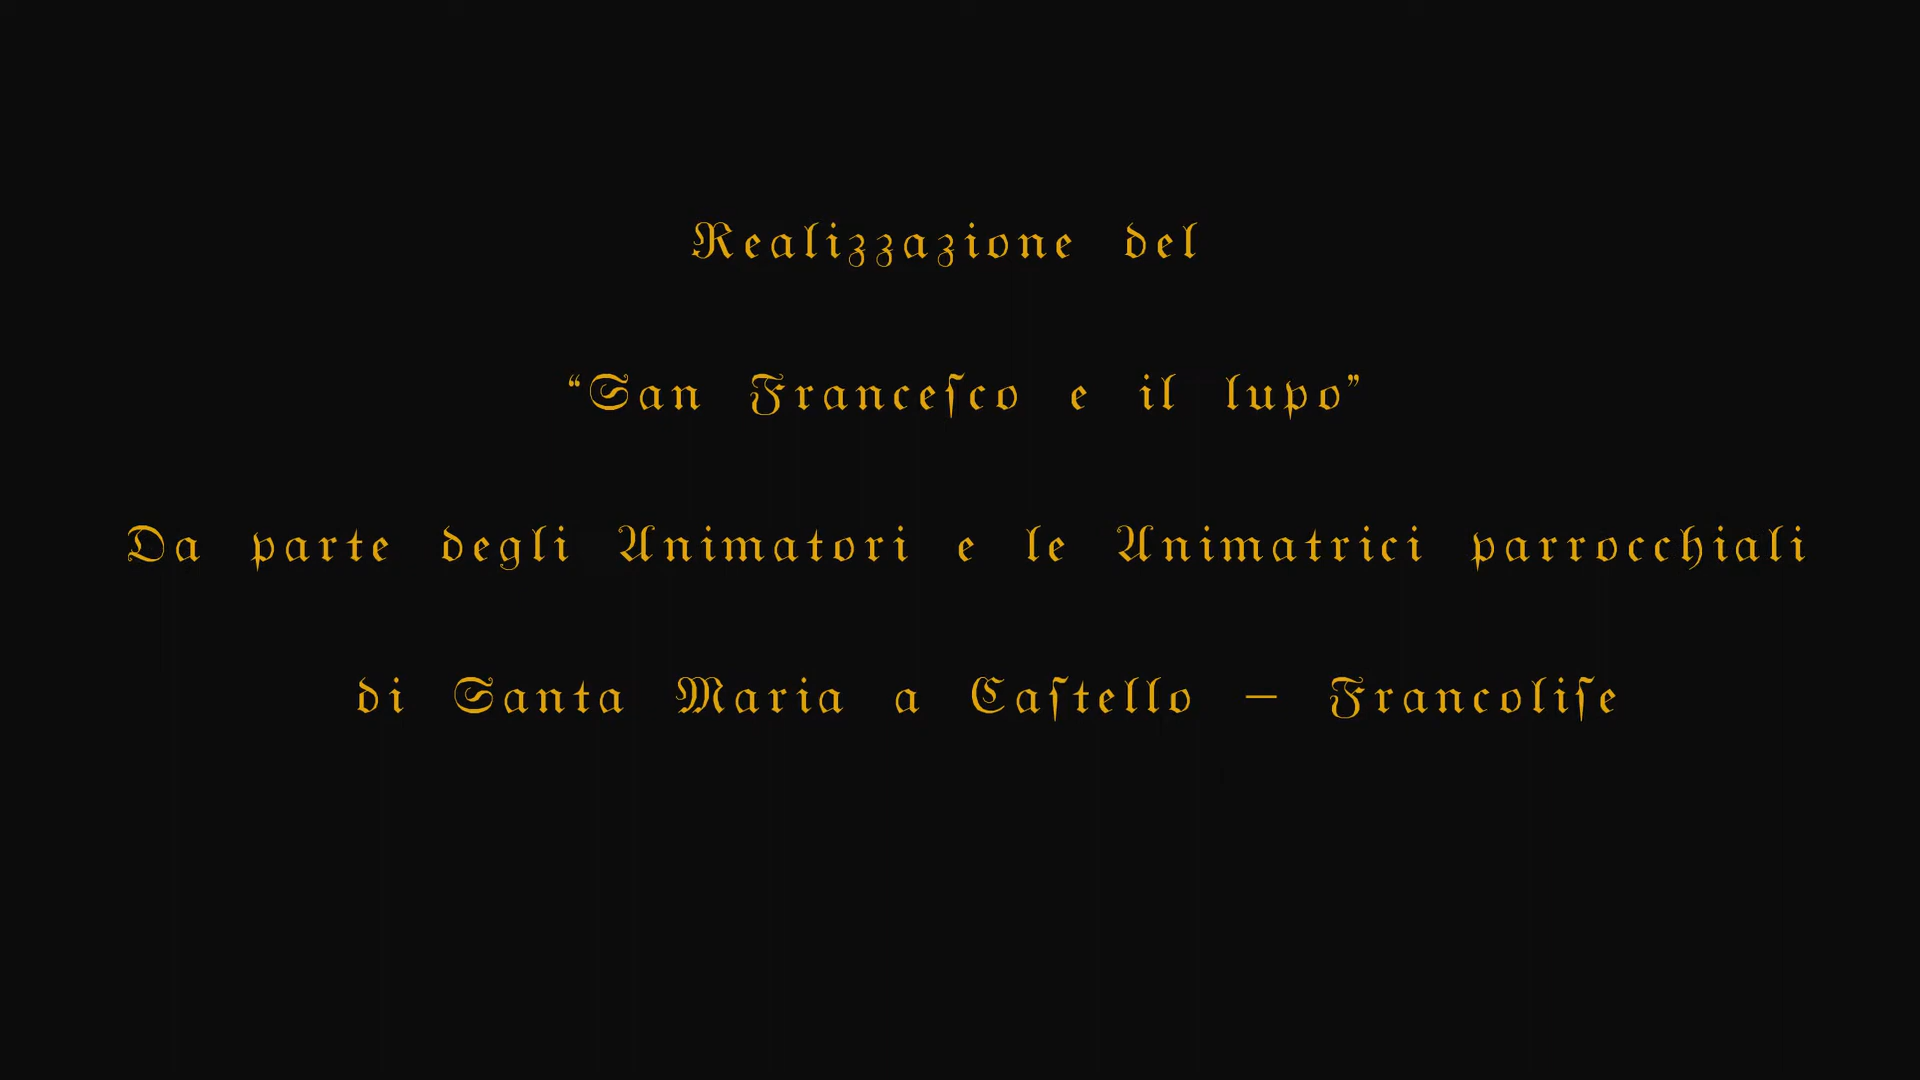 Realizzazione del
“San Franceſco e il lupo”
Da parte degli Animatori e le Animatrici parrocchiali
di Santa Maria a Caſtello – Francoliſe